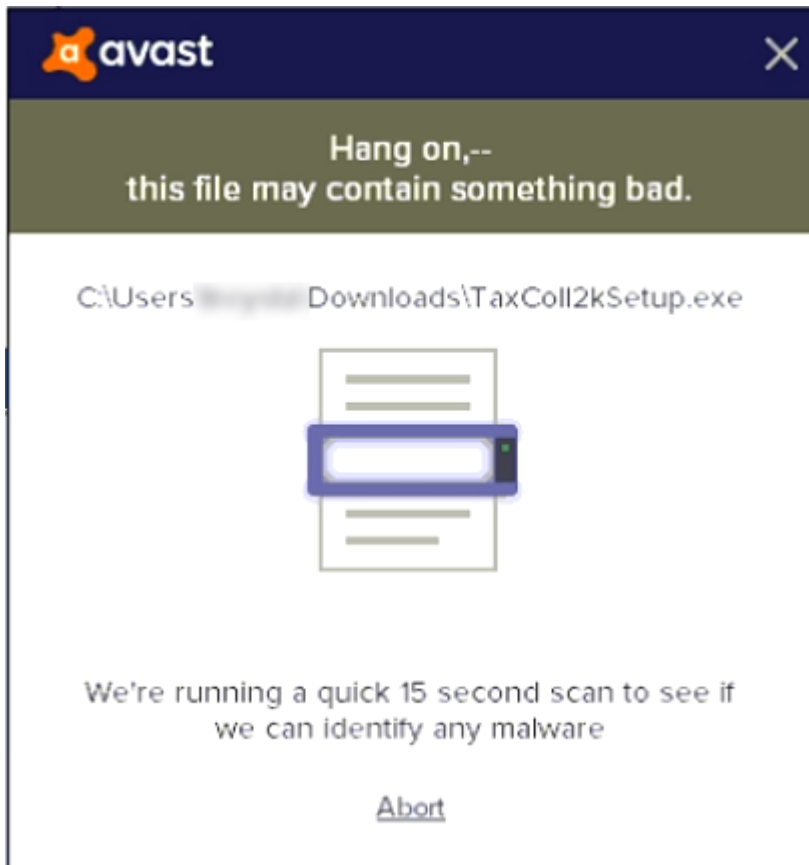 avast
Hang on,--
this file may contain something bad.
C:\Users Downloads\TaxColl2kSetup.exe
We're running a quick 15 second scan to see if
we can identify any malware
Abort